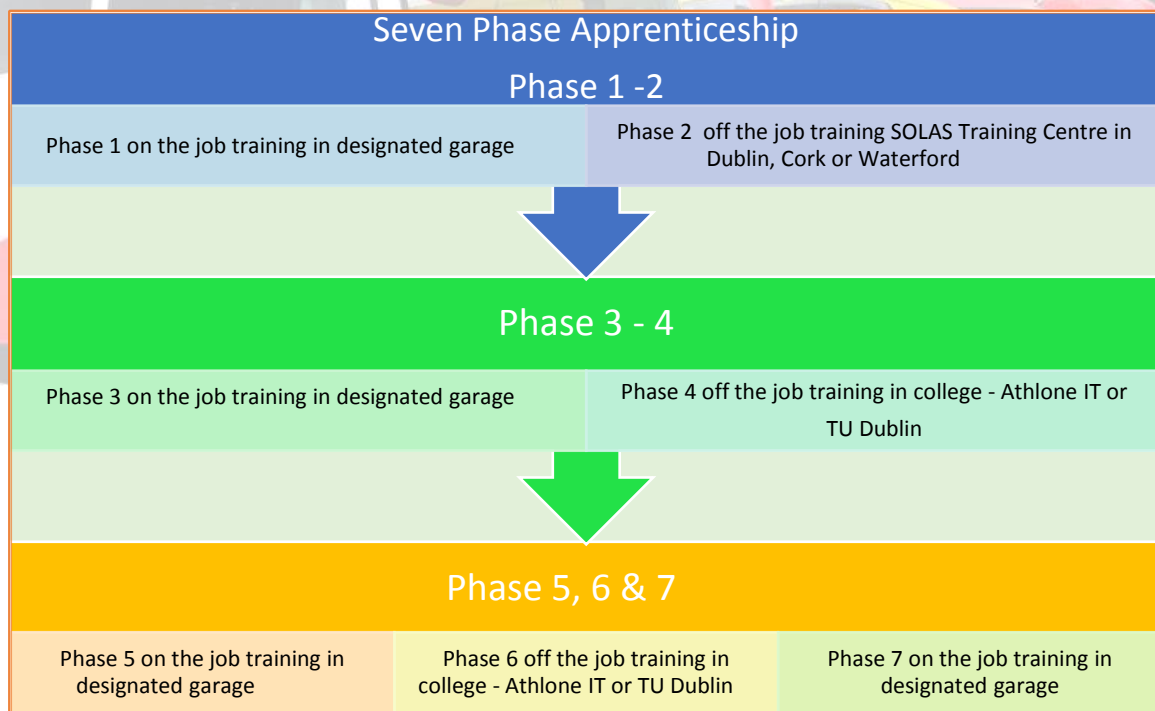 Seven Phase Apprenticeship
Phase 1 -2
Phase 1 on the job training in designated garage
Phase 2 off the job training SOLAS Training Centre in
Dublin, Cork or Waterford
Phase 3 - 4
Phase 3 on the job training in designated garage
Phase 4 off the job training in college - Athlone IT or
TU Dublin
Phase 5, 6 & 7
Phase 5 on the job training in
designated garage
Phase 6 off the job training in
college - Athlone IT or TU Dublin
Phase 7 on the job training in
designated garage